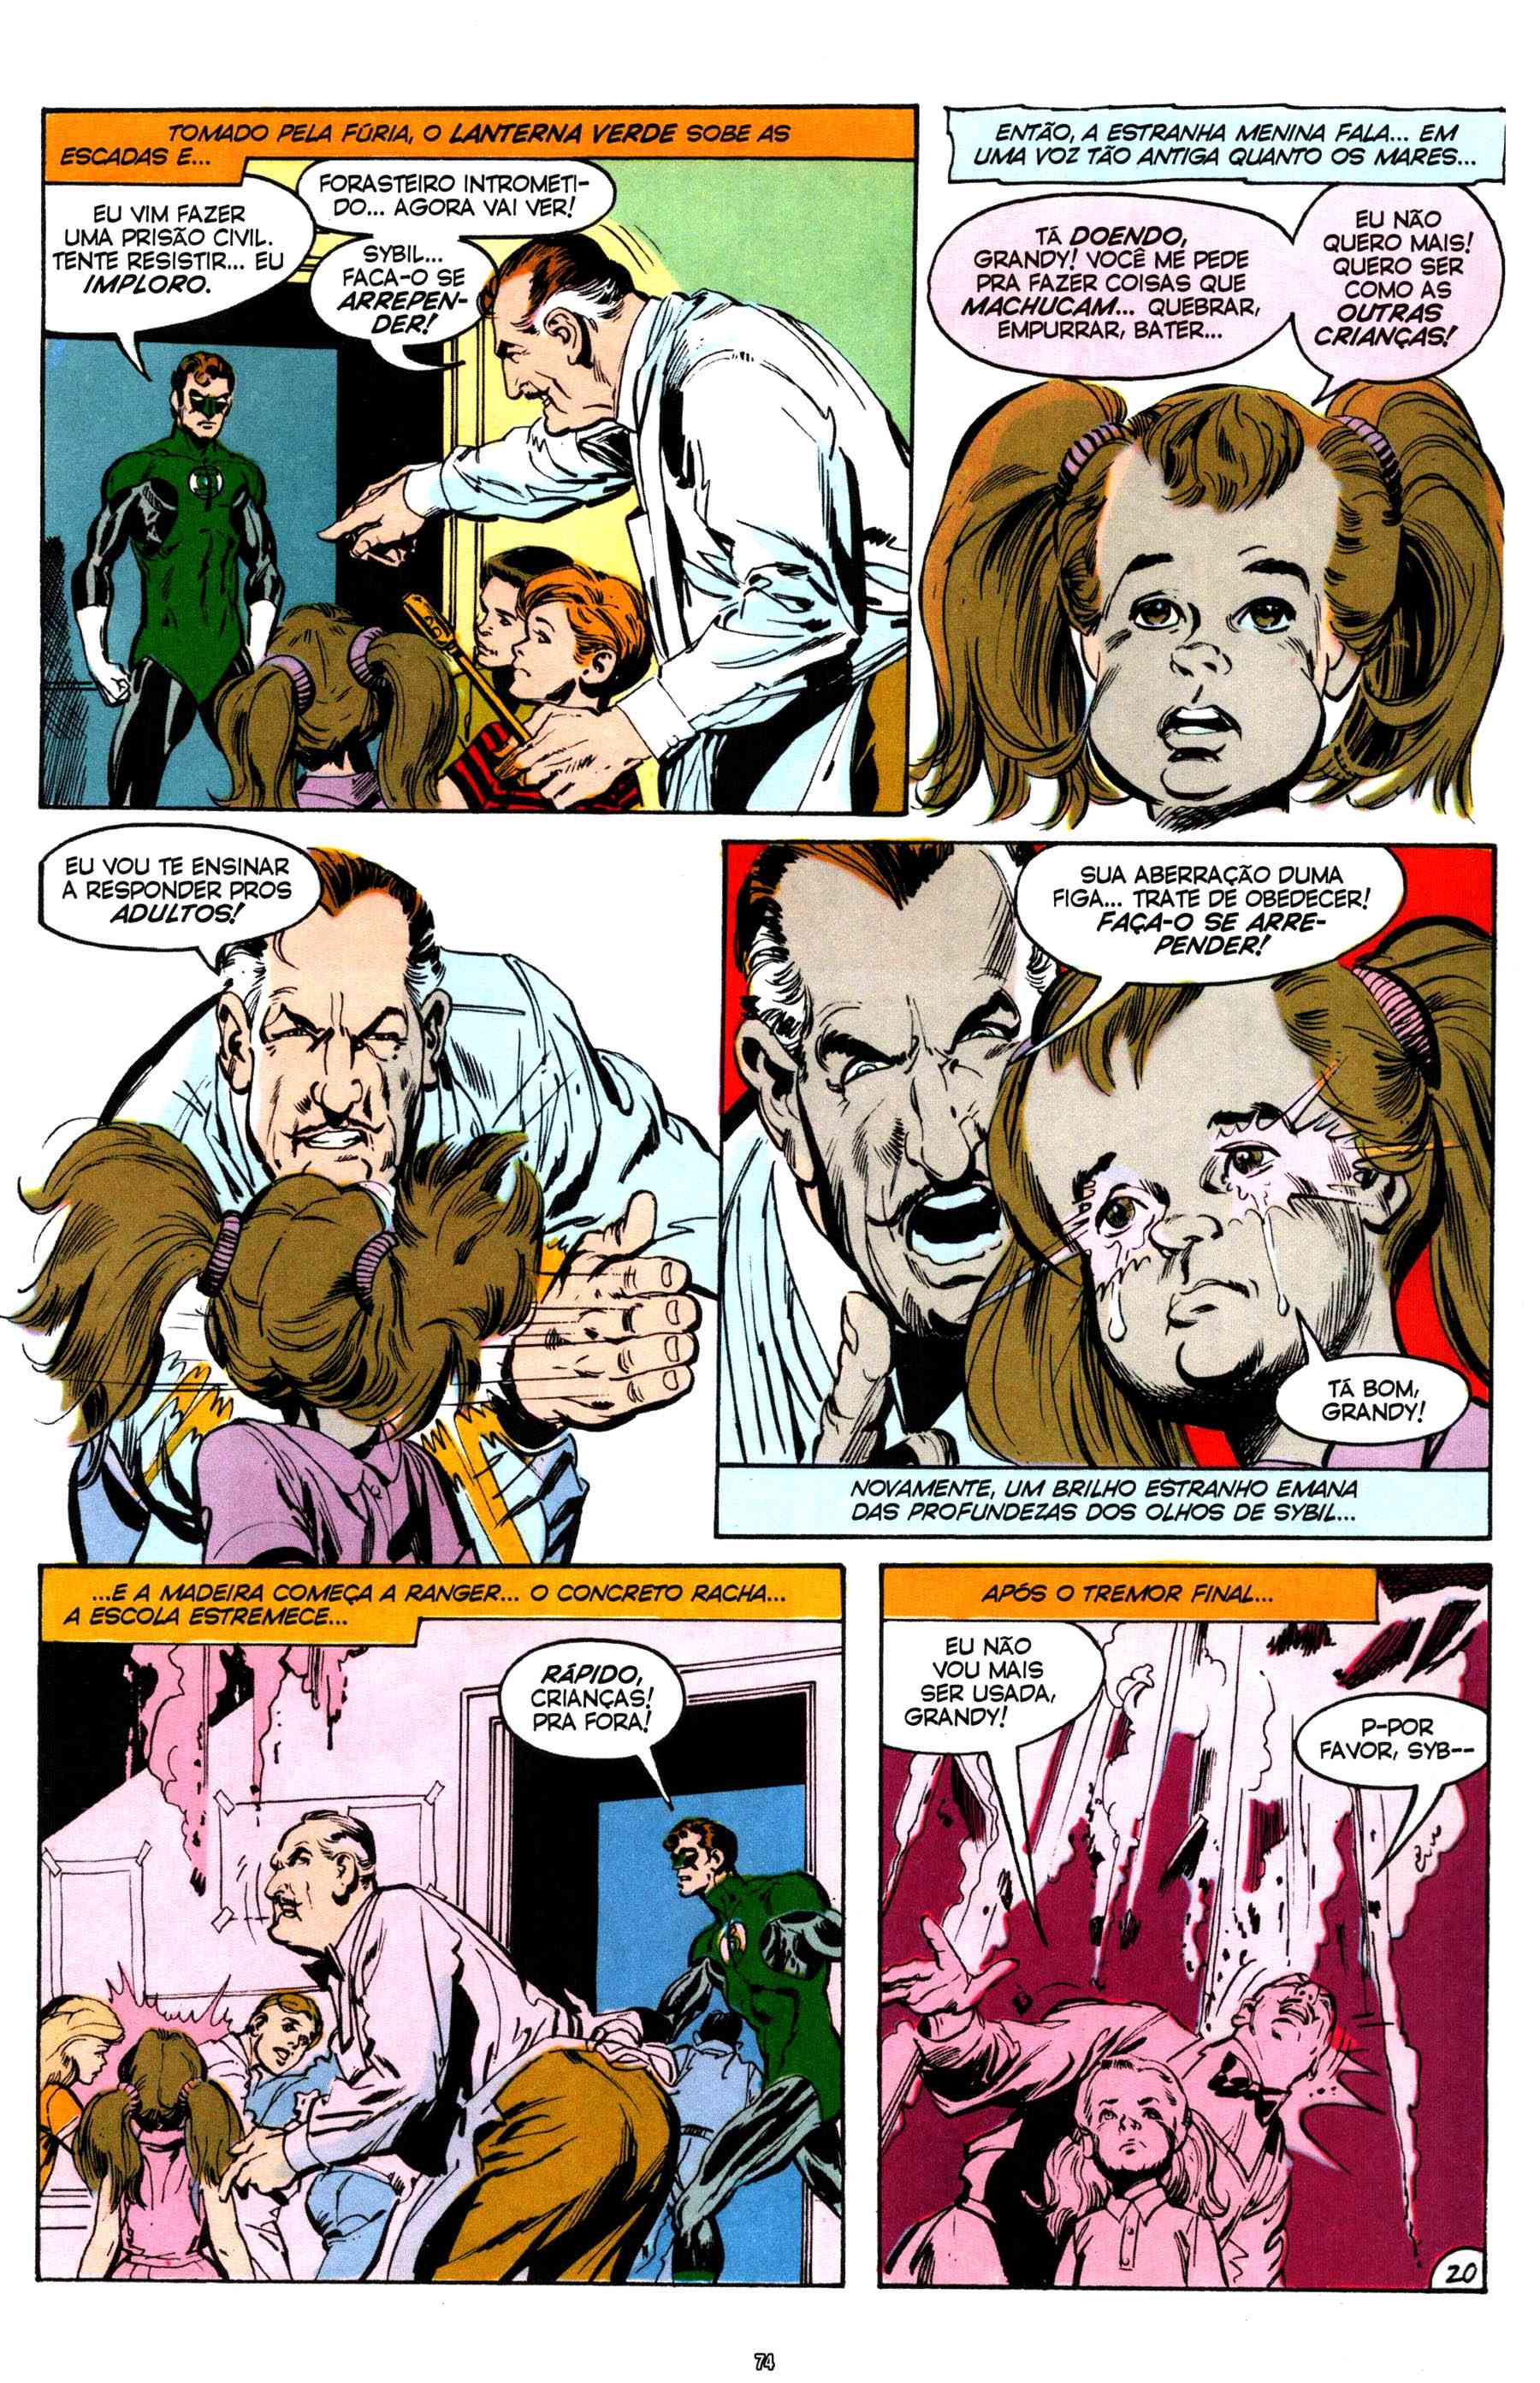 TOMADO PELA FÚRIA, O LANTERNA VERDE SOBE AS
ESCADAS E...
EU VIM FAZER
UMA PRISÃO CIVIL.
TENTE RESISTIR... EU
IMPLORO.
FORASTEIRO INTROMETI-
DO... AGORA VAI VER!
SYBIL...
FACA-O SE
ARREPEN-
DER!
ENTÃO, A ESTRANHA MENINA FALA... EM
UMA VOZ TÃO ANTIGA QUANTO OS MARES...
TÁ DOENDO,
GRANDY! VOCÊ ME PEDE
PRA FAZER COISAS QUE
MACHUCAM... QUEBRAR,
EMPURRAR, BATER...
EU NÃO
QUERO MAIS!
QUERO SER
COMO AS
OUTRAS
CRIANÇAS!
EU VOU TE ENSINAR
A RESPONDER PROS
ADULTOS!
SUA ABERRAÇÃO DUMA
FIGA... TRATE DE OBEDECER!
FAÇA-O SE ARRE-
PENDER!
TÁ BOM,
GRANDY!
NOVAMENTE, UM BRILHO ESTRANHO EMANA
DAS PROFUNDEZAS DOS OLHOS DE SYBIL...
...E A MADEIRA COMEÇA A RANGER... O CONCRETO RACHA...
A ESCOLA ESTREMECE...
RÁPIDO,
CRIANÇAS!
PRA FORA!
APÓS O TREMOR FINAL...
EU NÃO
VOU MAIS
SER USADA,
GRANDY!
P-POR
FAVOR, SYB--
20
74